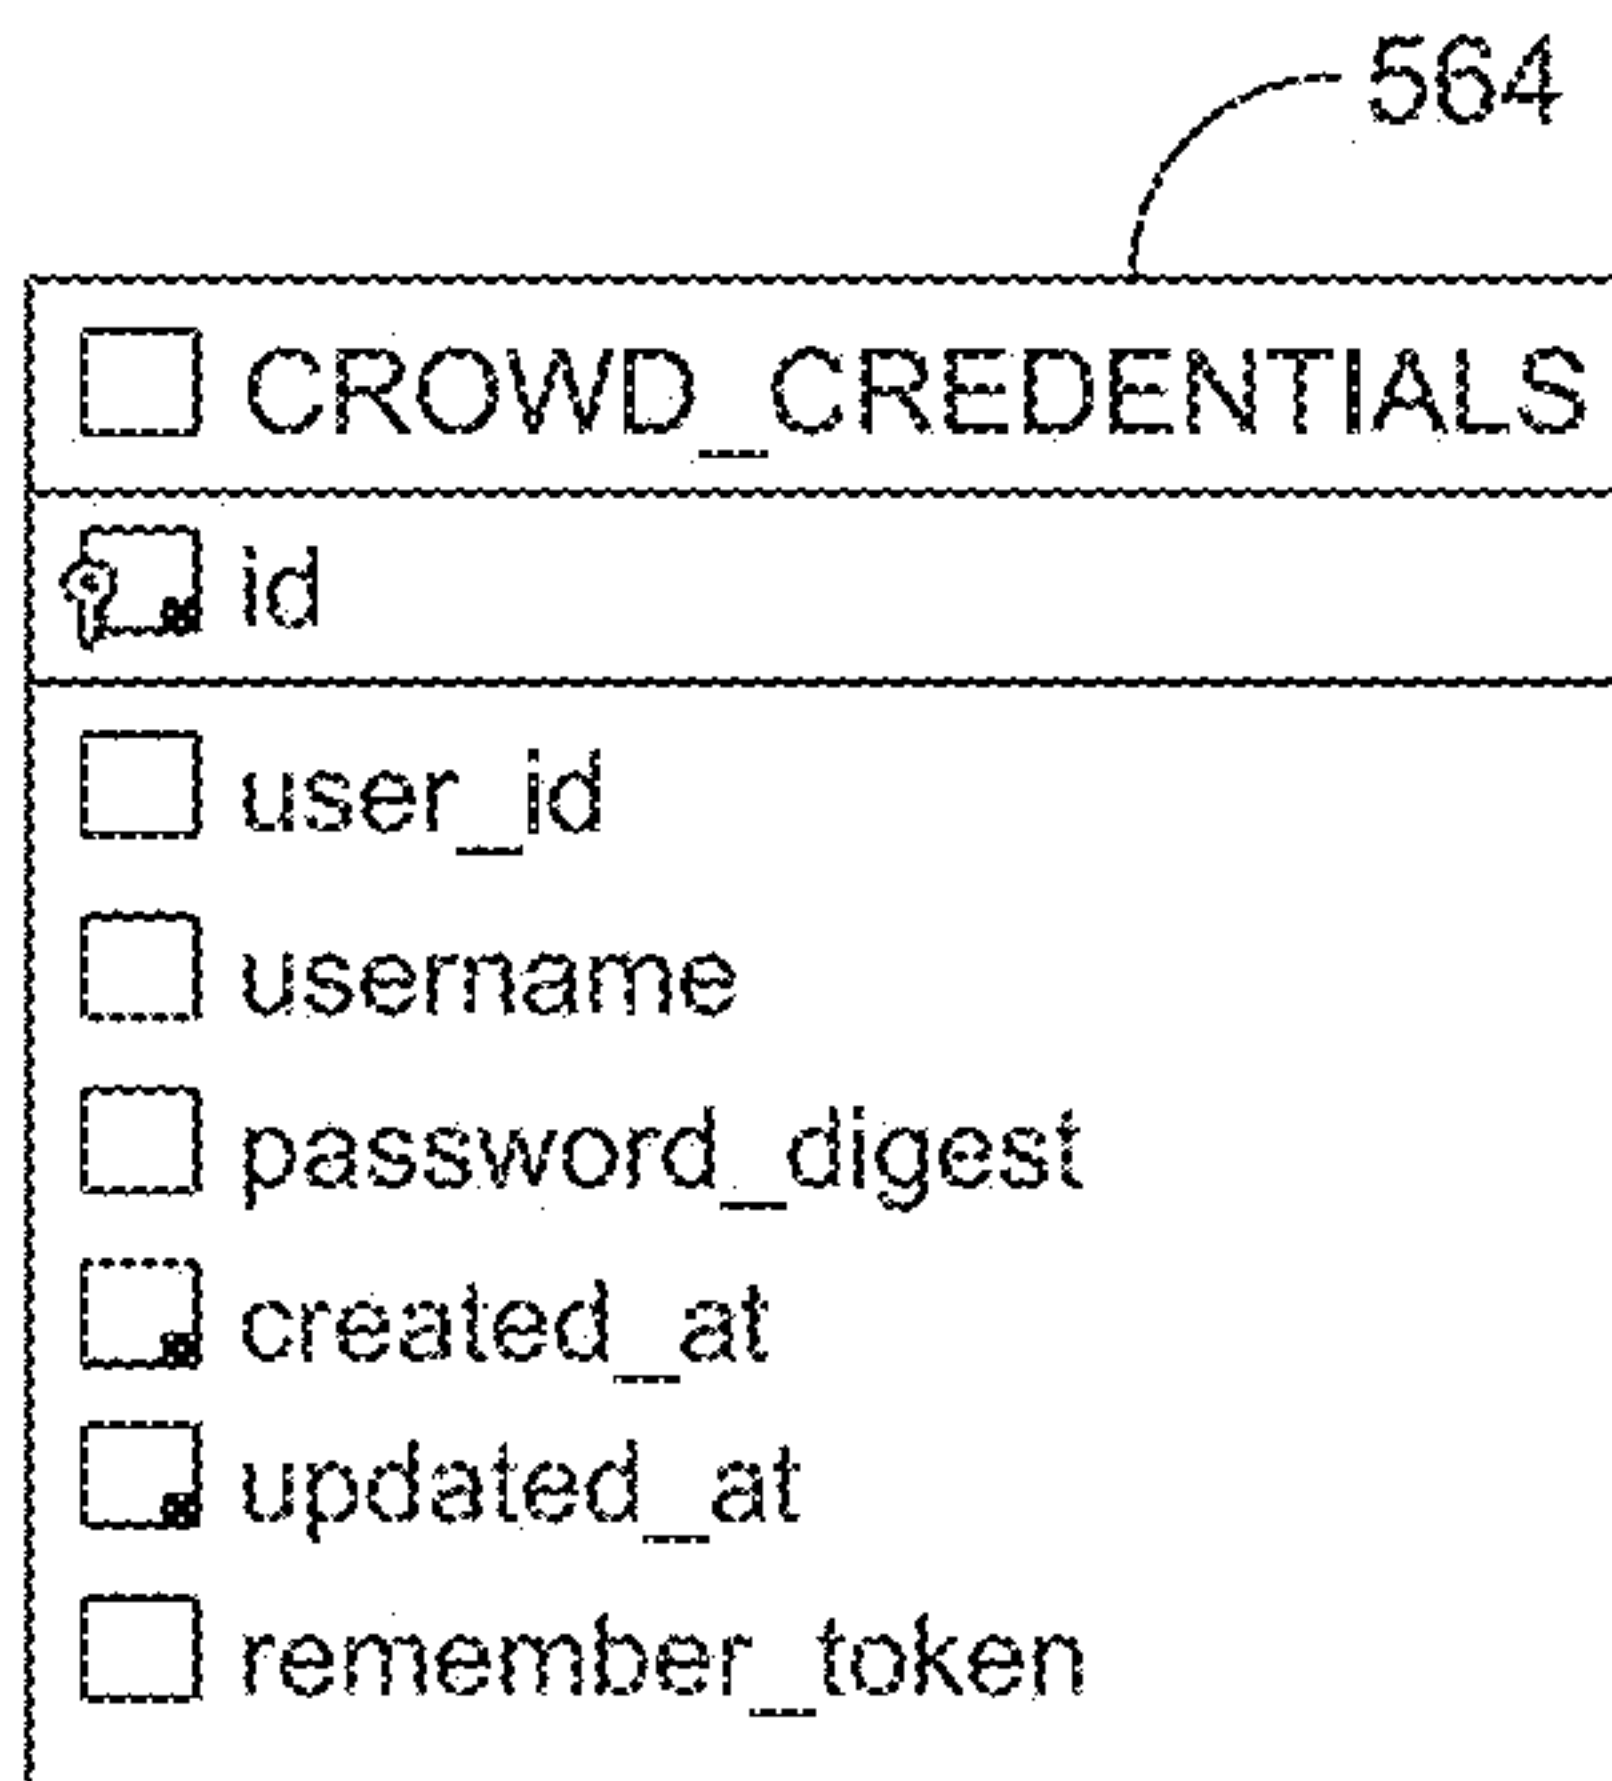 564
CROWD_CREDENTIALS
id
user_id
username
password_digest
created_at
updated_at
remember_token